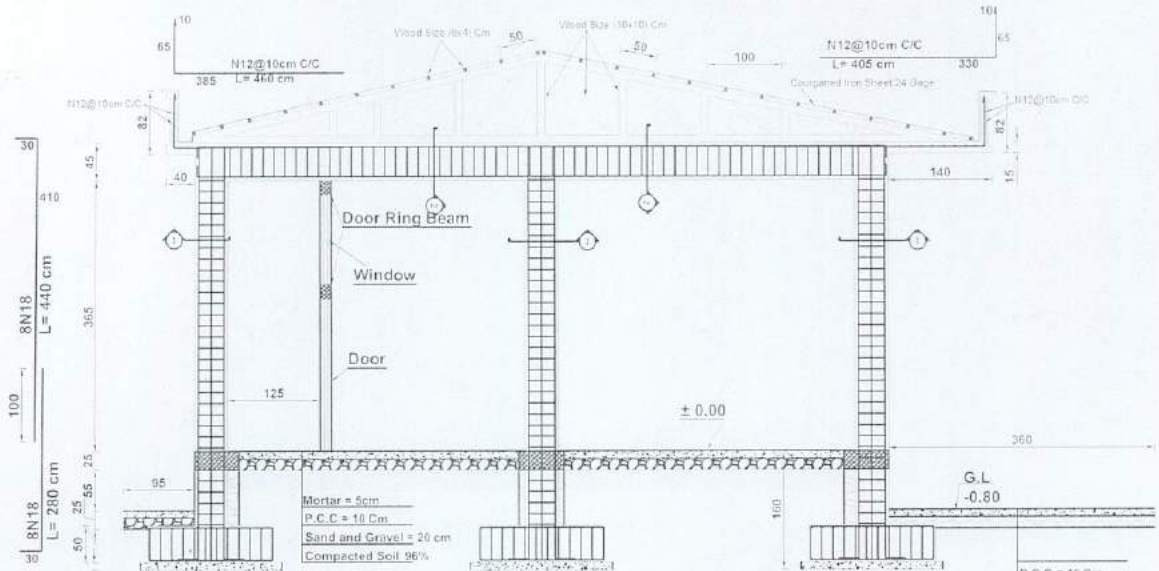 10
65
N12@10cm C/C
385 L= 460 cm
Wood Size (8x4) Cm
50
Wood Size (10x10) Cm
50
100
N12@10cm C/C
L= 405 cm 330
10
65
Courganed Iron Sheet 24 Gage
N12@10cm C/C
82
N12@10cm C/C
82
30
45
40
140
15
410
Door Ring Beam
Window
8N18
L= 440 cm
365
Door
125
± 0.00
100
360
25
95
55
25
G.L
-0.80
8N18
L= 280 cm
Mortar = 5cm
P.C.C = 10 Cm
Sand and Gravel = 20 cm
Compacted Soil 96%
160
50
30